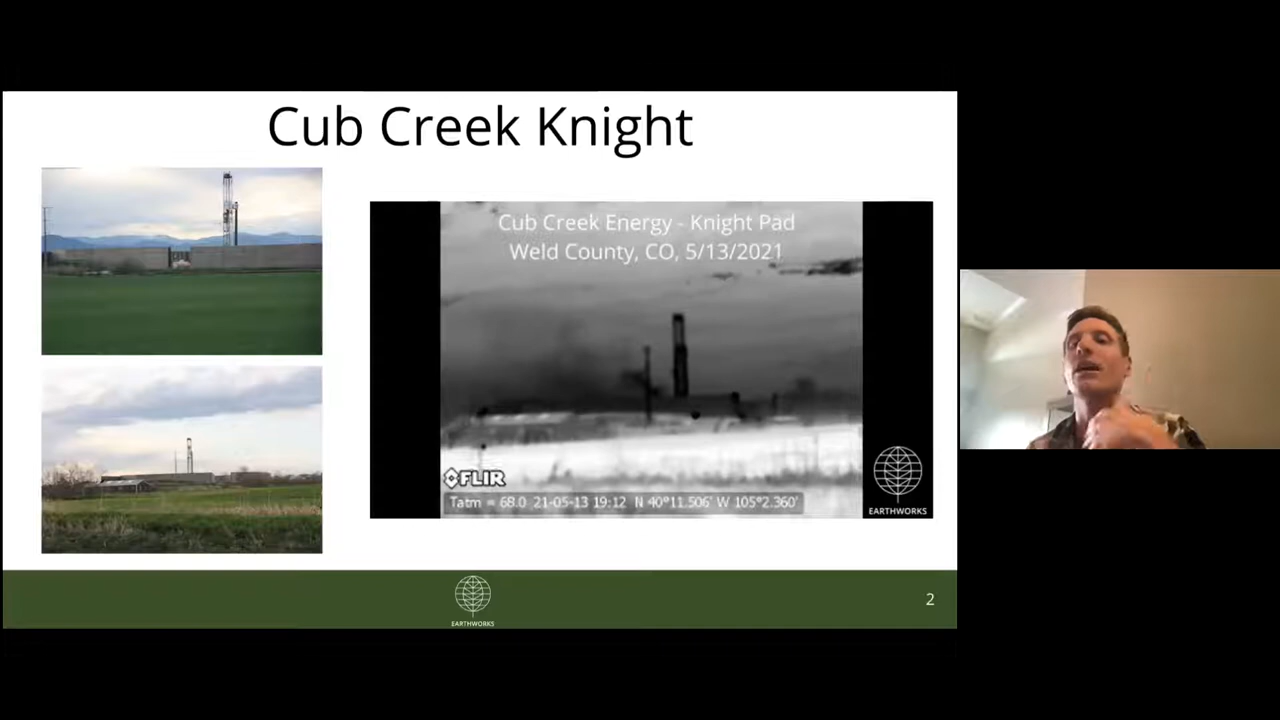 Cub Creek Knight
Cub Creek Energy - Knight Pad
Weld County, CO, 5/13/2021
FLIR
Tatm = 68.0 21-05-13 19:12 N 40°11.506' W 105°2.360'
EARTHWORKS
EARTHWORKS
2